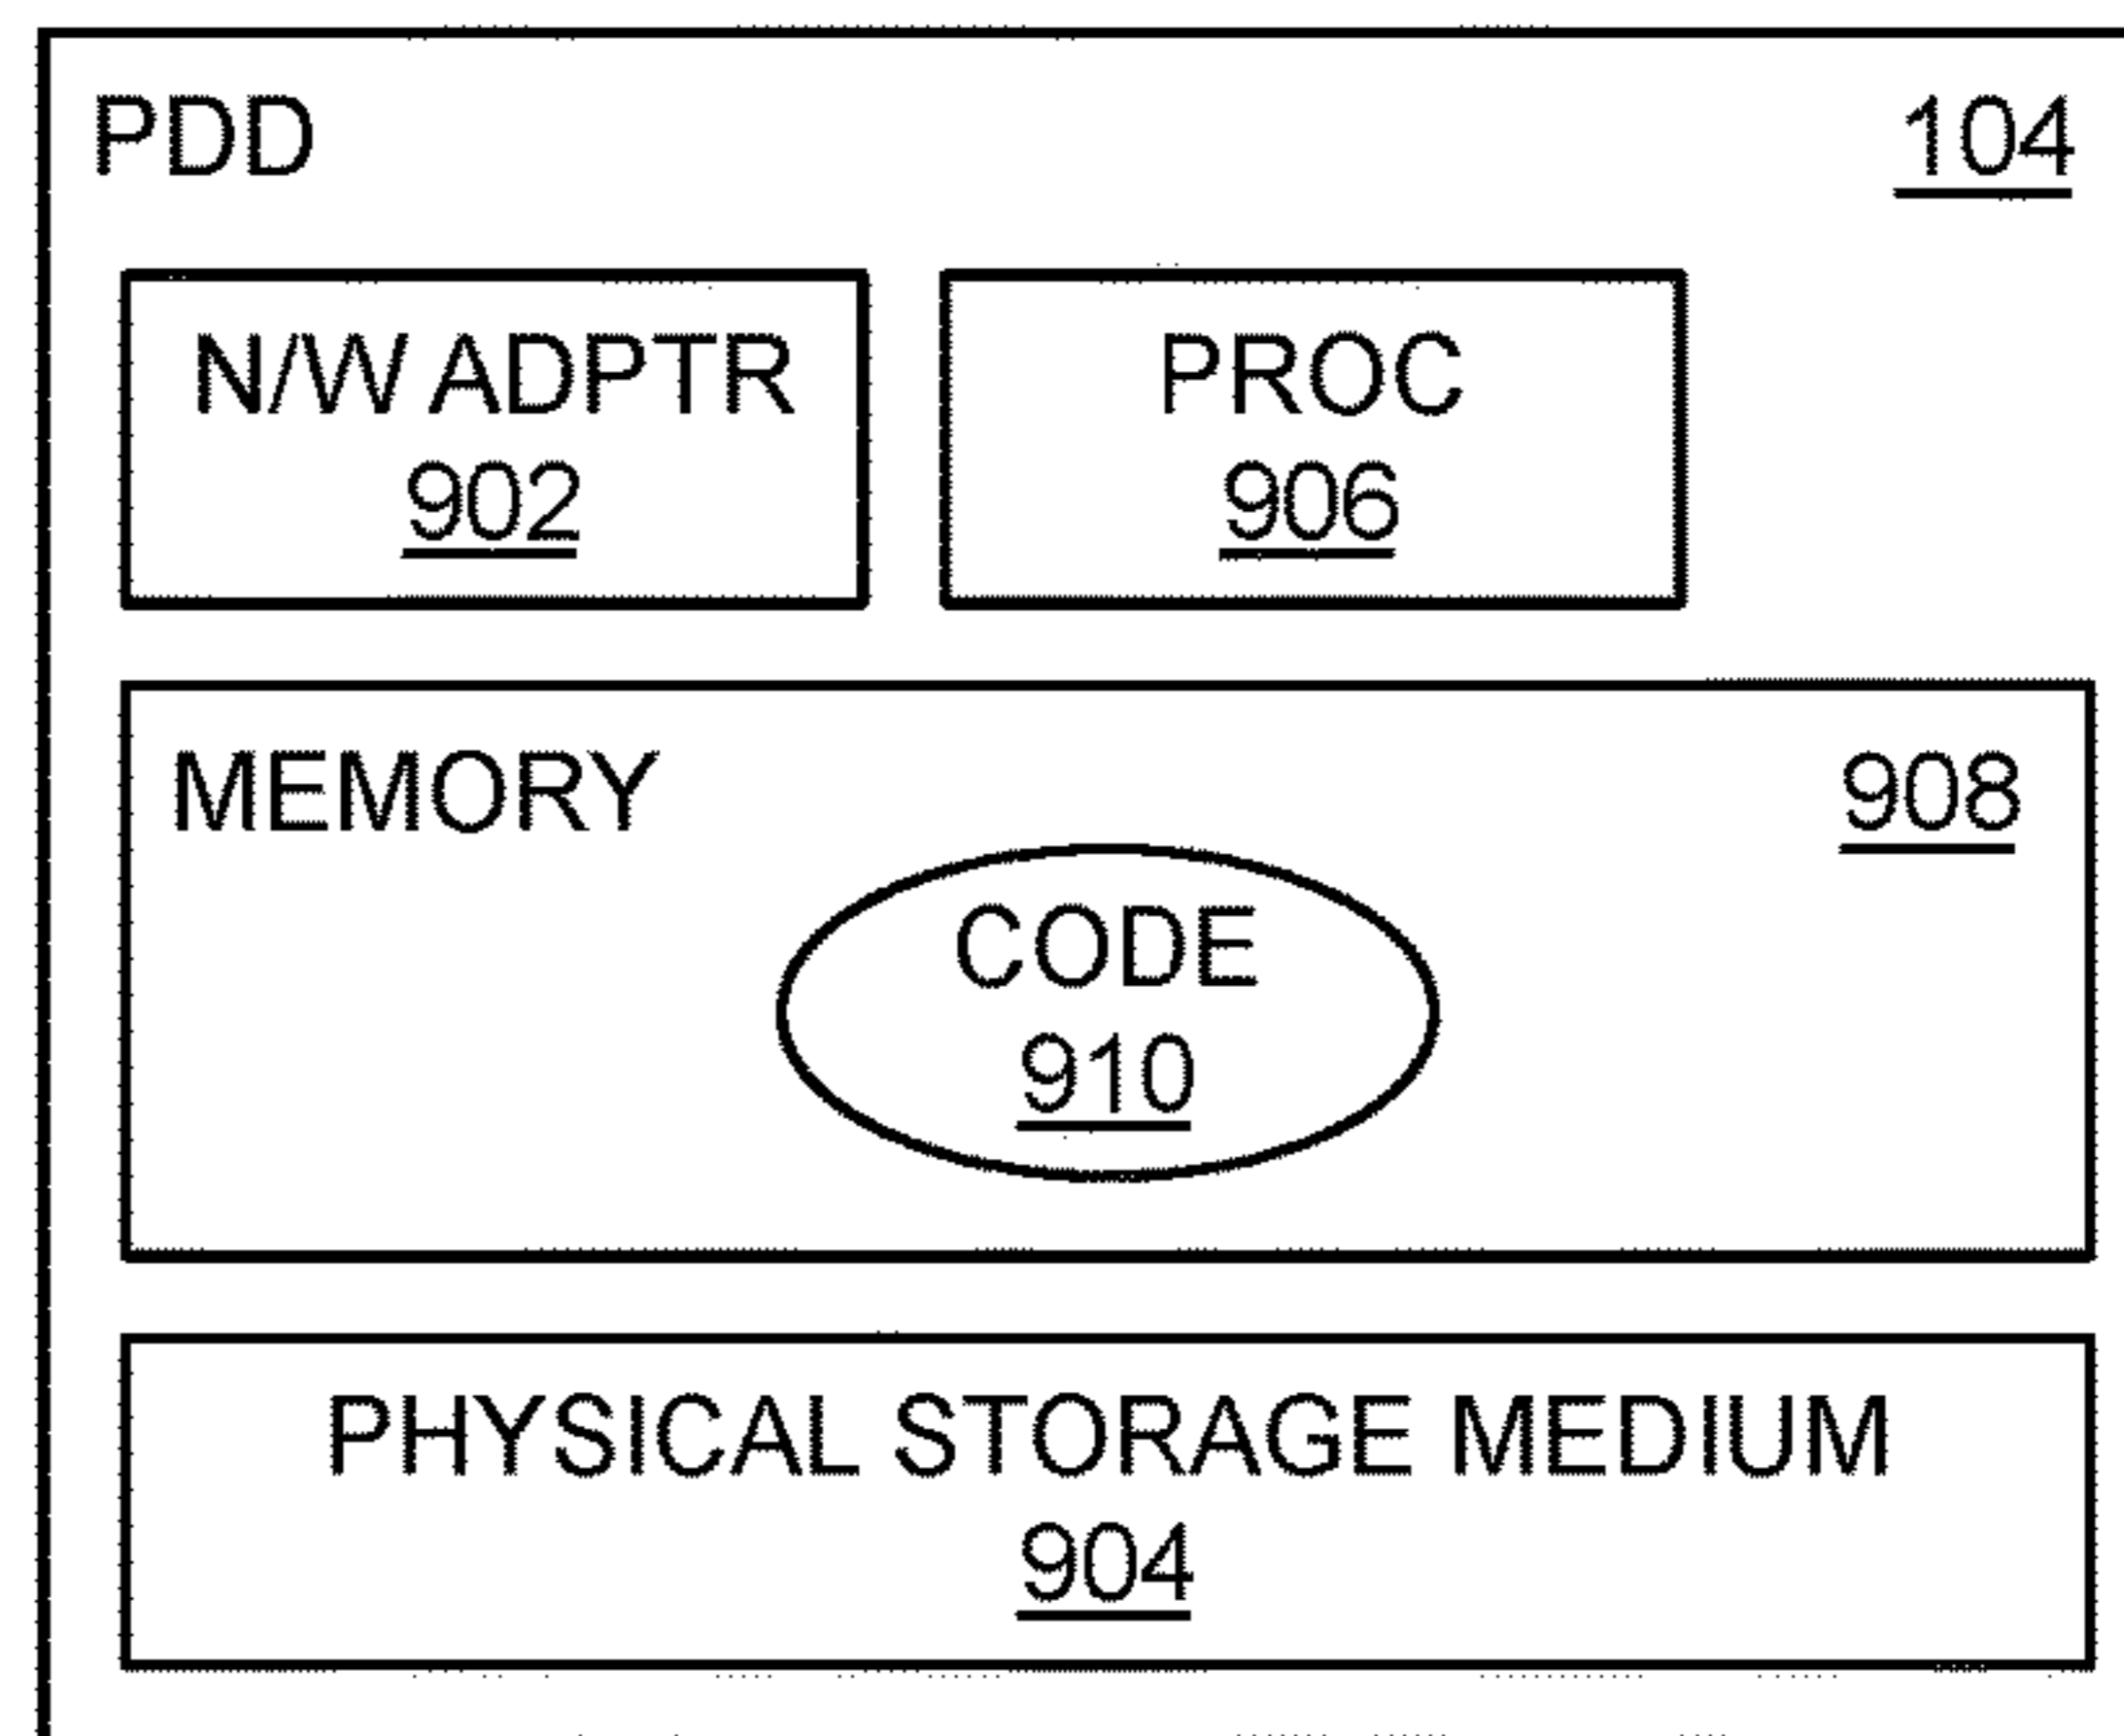 PDD 104
N/W ADPTR PROC
902 906
MEMORY 908
CODE
910
PHYSICAL STORAGE MEDIUM
904